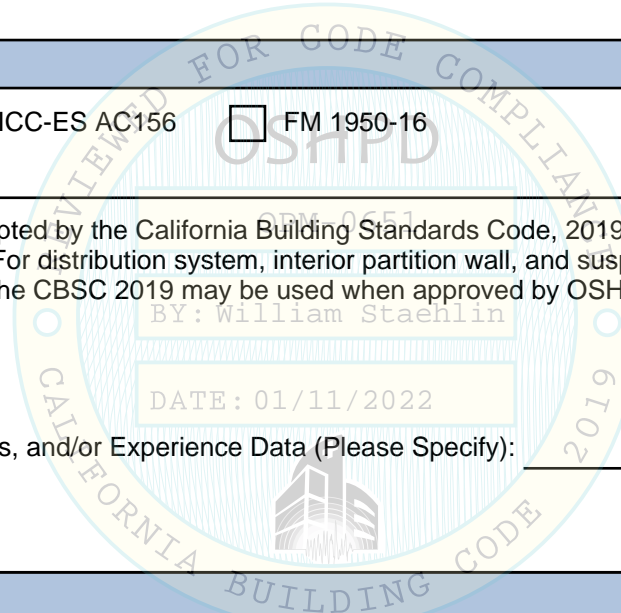 REVIEWED FOR CODE COMPLIANCE
ICC-ES AC156 FM 1950-16
OSHPD
OPM-0651
pted by the California Building Standards Code, 2019
For distribution system, interior partition wall, and susp
he CBSC 2019 may be used when approved by OSH
BY: William Staehlin
DATE: 01/11/2022
s, and/or Experience Data (Please Specify):
CALIFORNIA BUILDING CODE 2019